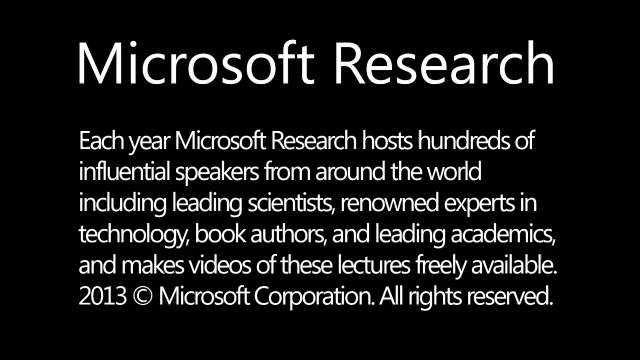 Microsoft Research
Each year Microsoft Research hosts hundreds of
influential speakers from around the world
including leading scientists, renowned experts in
technology, book authors, and leading academics,
and makes videos of these lectures freely available.
2013 © Microsoft Corporation. All rights reserved.